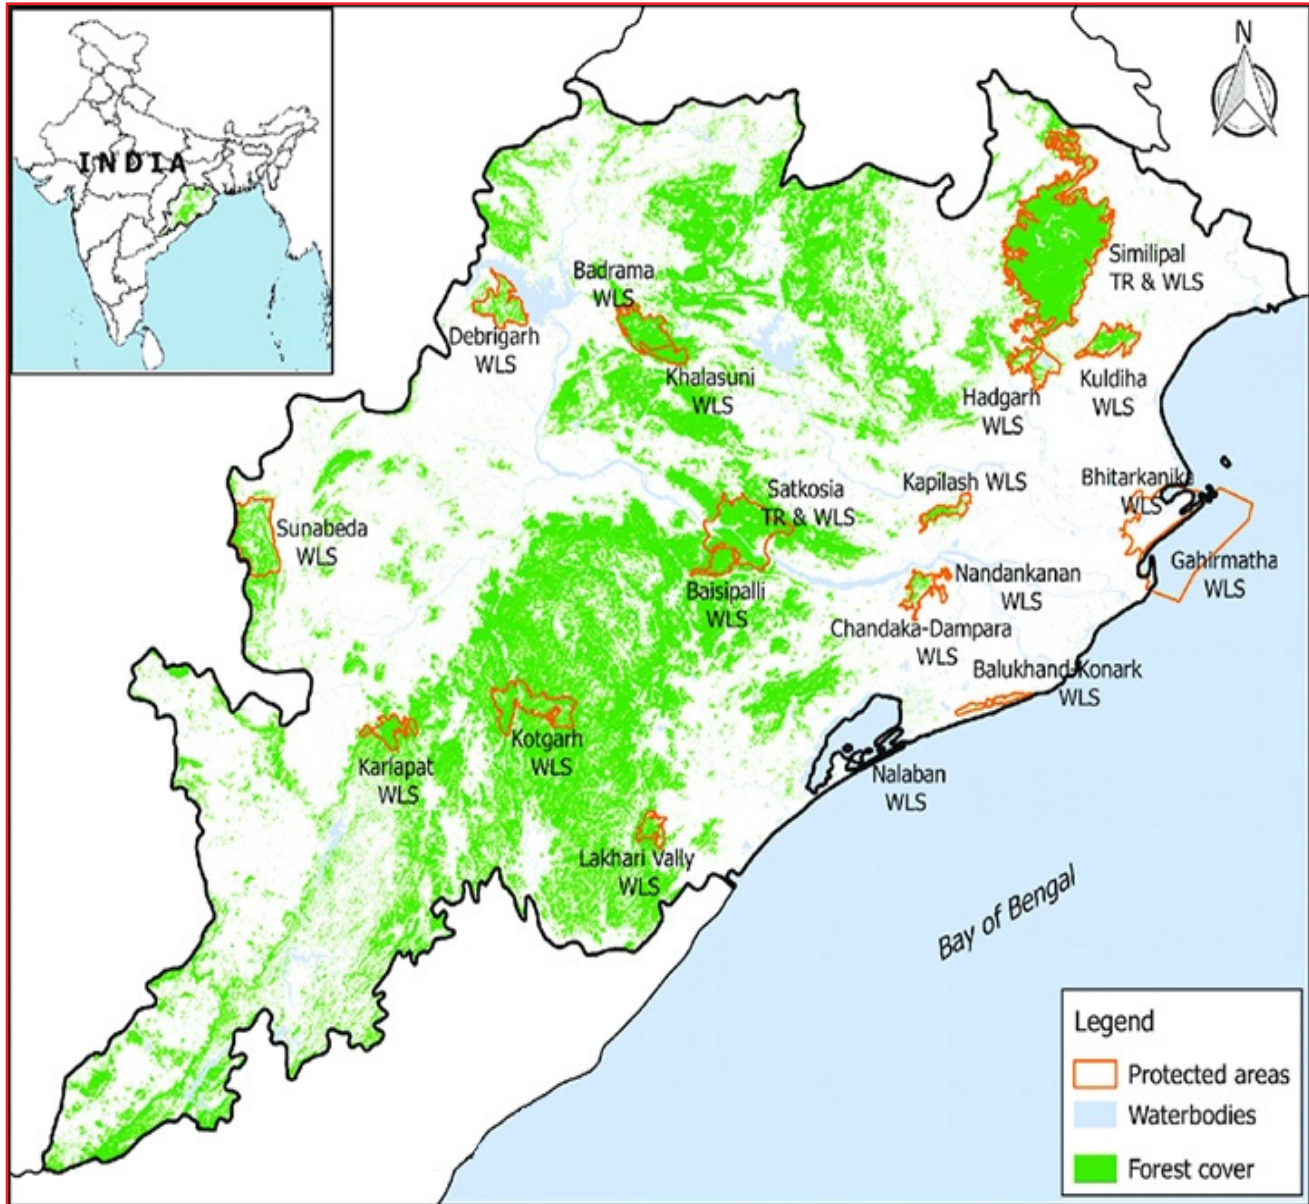 INDIA
N
Badrama
WLS
Similipal
TR & WLS
Debrigarh
WLS
Khalasuni
WLS
Hadgarh
WLS
Kuldiha
WLS
Kapilash WLS
Bhitarkanika
WLS
Satkosia
TR & WLS
Sunabeda
WLS
Gahirmatha
WLS
Baisipalli
WLS
Nandankanan
WLS
Chandaka-Dampara
WLS
Balukhand-Konark
WLS
Kotgarh
WLS
Karlapat
WLS
Nalaban
WLS
Lakhari Vally
WLS
Bay of Bengal
Legend
Protected areas
Waterbodies
Forest cover